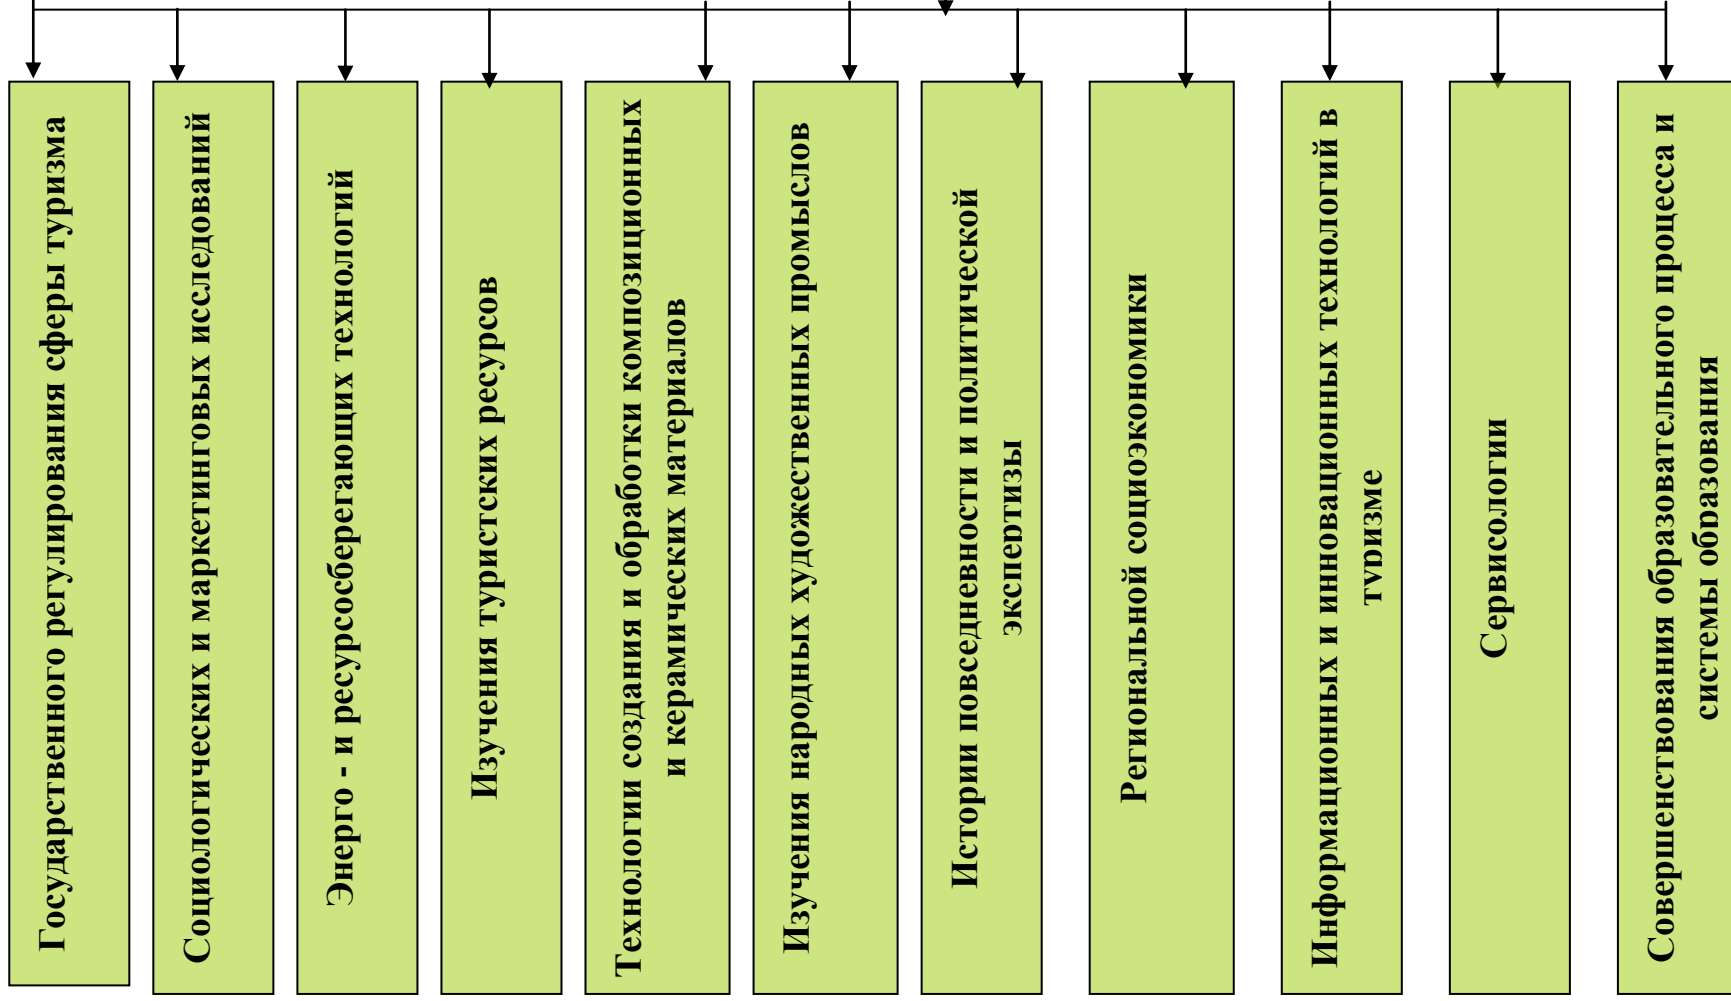 Государственного регулирования сферы туризма
Социологических и маркетинговых исследований
Энерго - и ресурсосберегающих технологий
Изучения туристских ресурсов
Технологии создания и обработки композиционных
и керамических материалов
Изучения народных художественных промыслов
Истории повседневности и политической
экспертизы
Региональной социоэкономики
Информационных и инновационных технологий в
туризме
Сервисологии
Совершенствования образовательного процесса и
системы образования